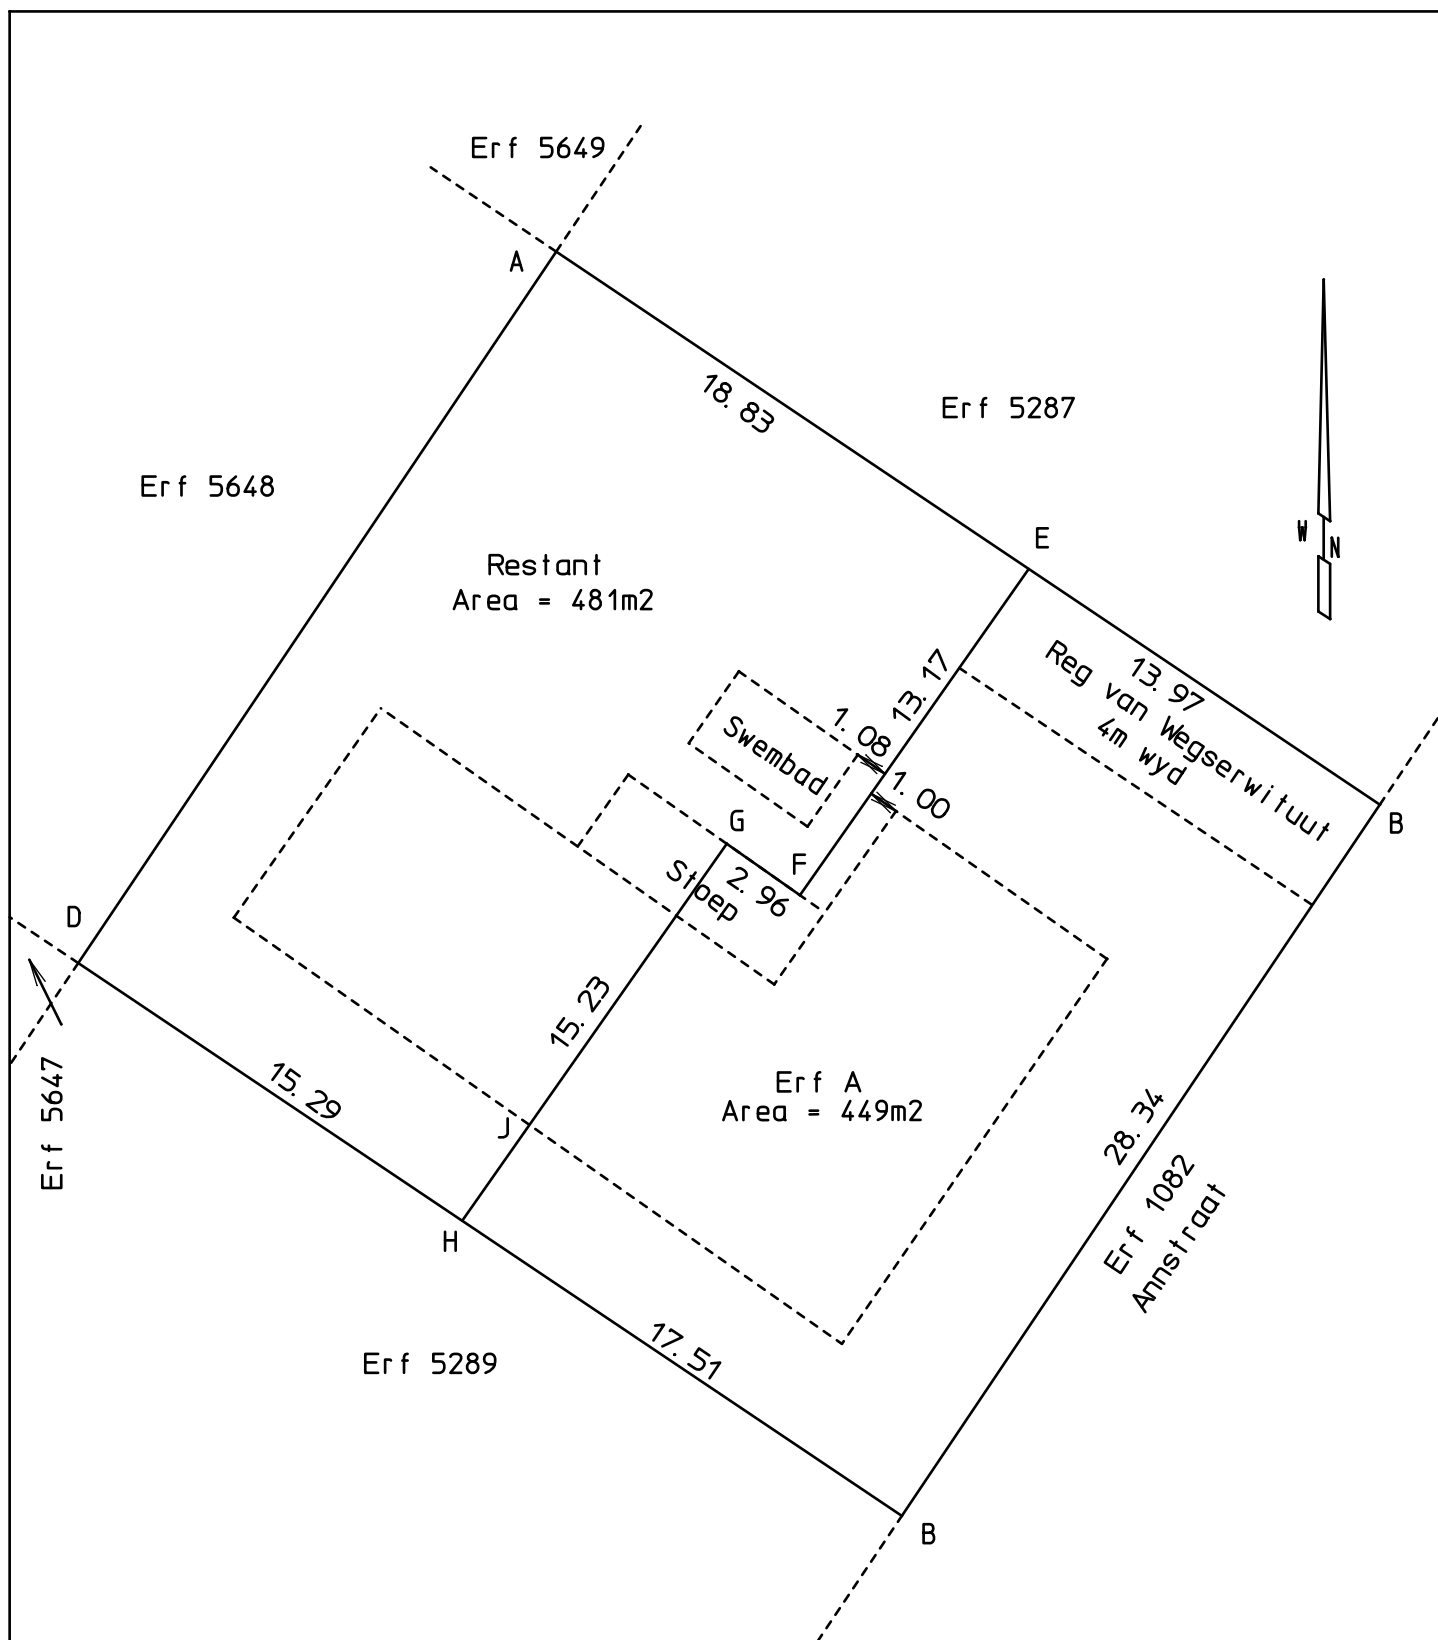 Erf 5649
A
18. 83
Erf 5287
Erf 5648
E
W
N
Restant
Area = 481m2
13. 17
13. 97
Reg van Wegserwituut
4m wyd
Swembad
1. 08
1. 00
B
G
F
Stoep
2. 96
D
15. 23
Erf 5647
15. 29
Erf A
Area = 449m2
28. 34
Erf 1082
Annstraat
J
H
17. 51
Erf 5289
B